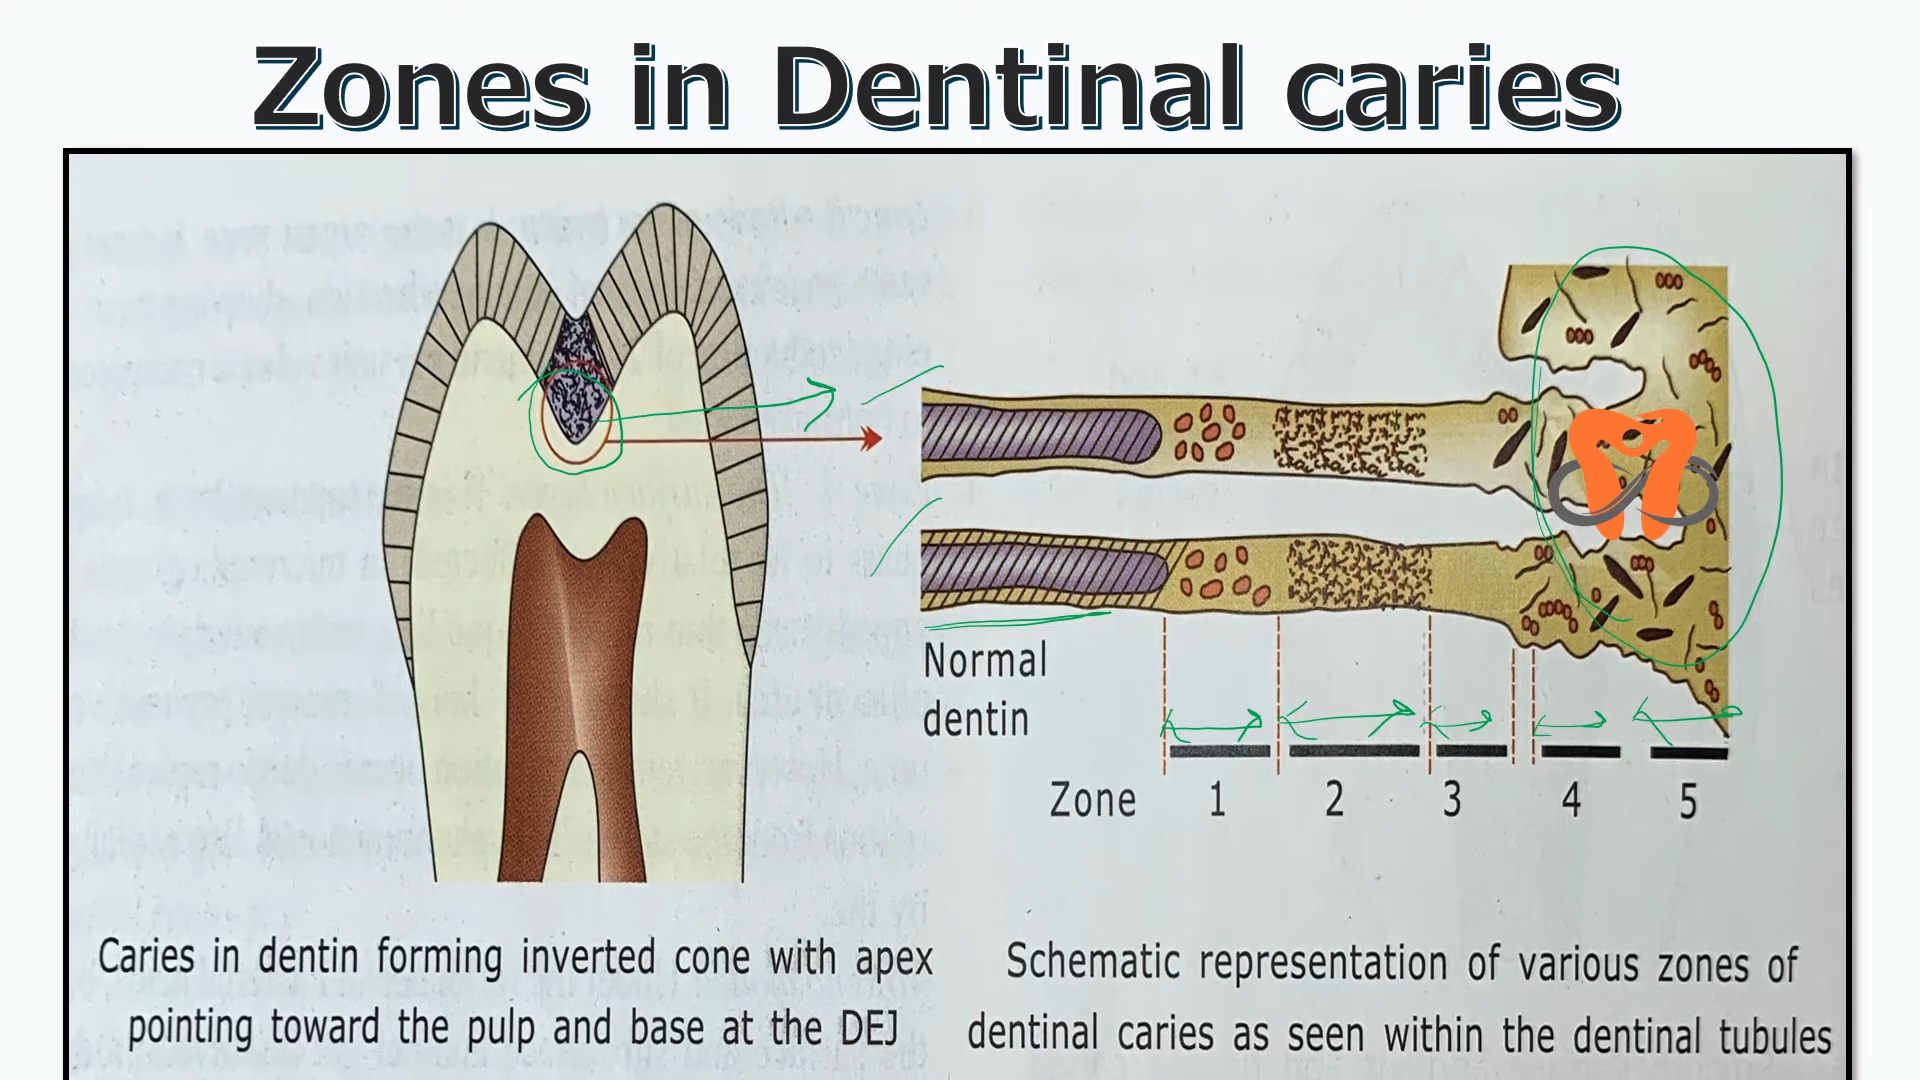 Zones in Dentinal caries
Normal
dentin
Zone 1 2 3 4 5
Caries in dentin forming inverted cone with apex
pointing toward the pulp and base at the DEJ
Schematic representation of various zones of
dentinal caries as seen within the dentinal tubules